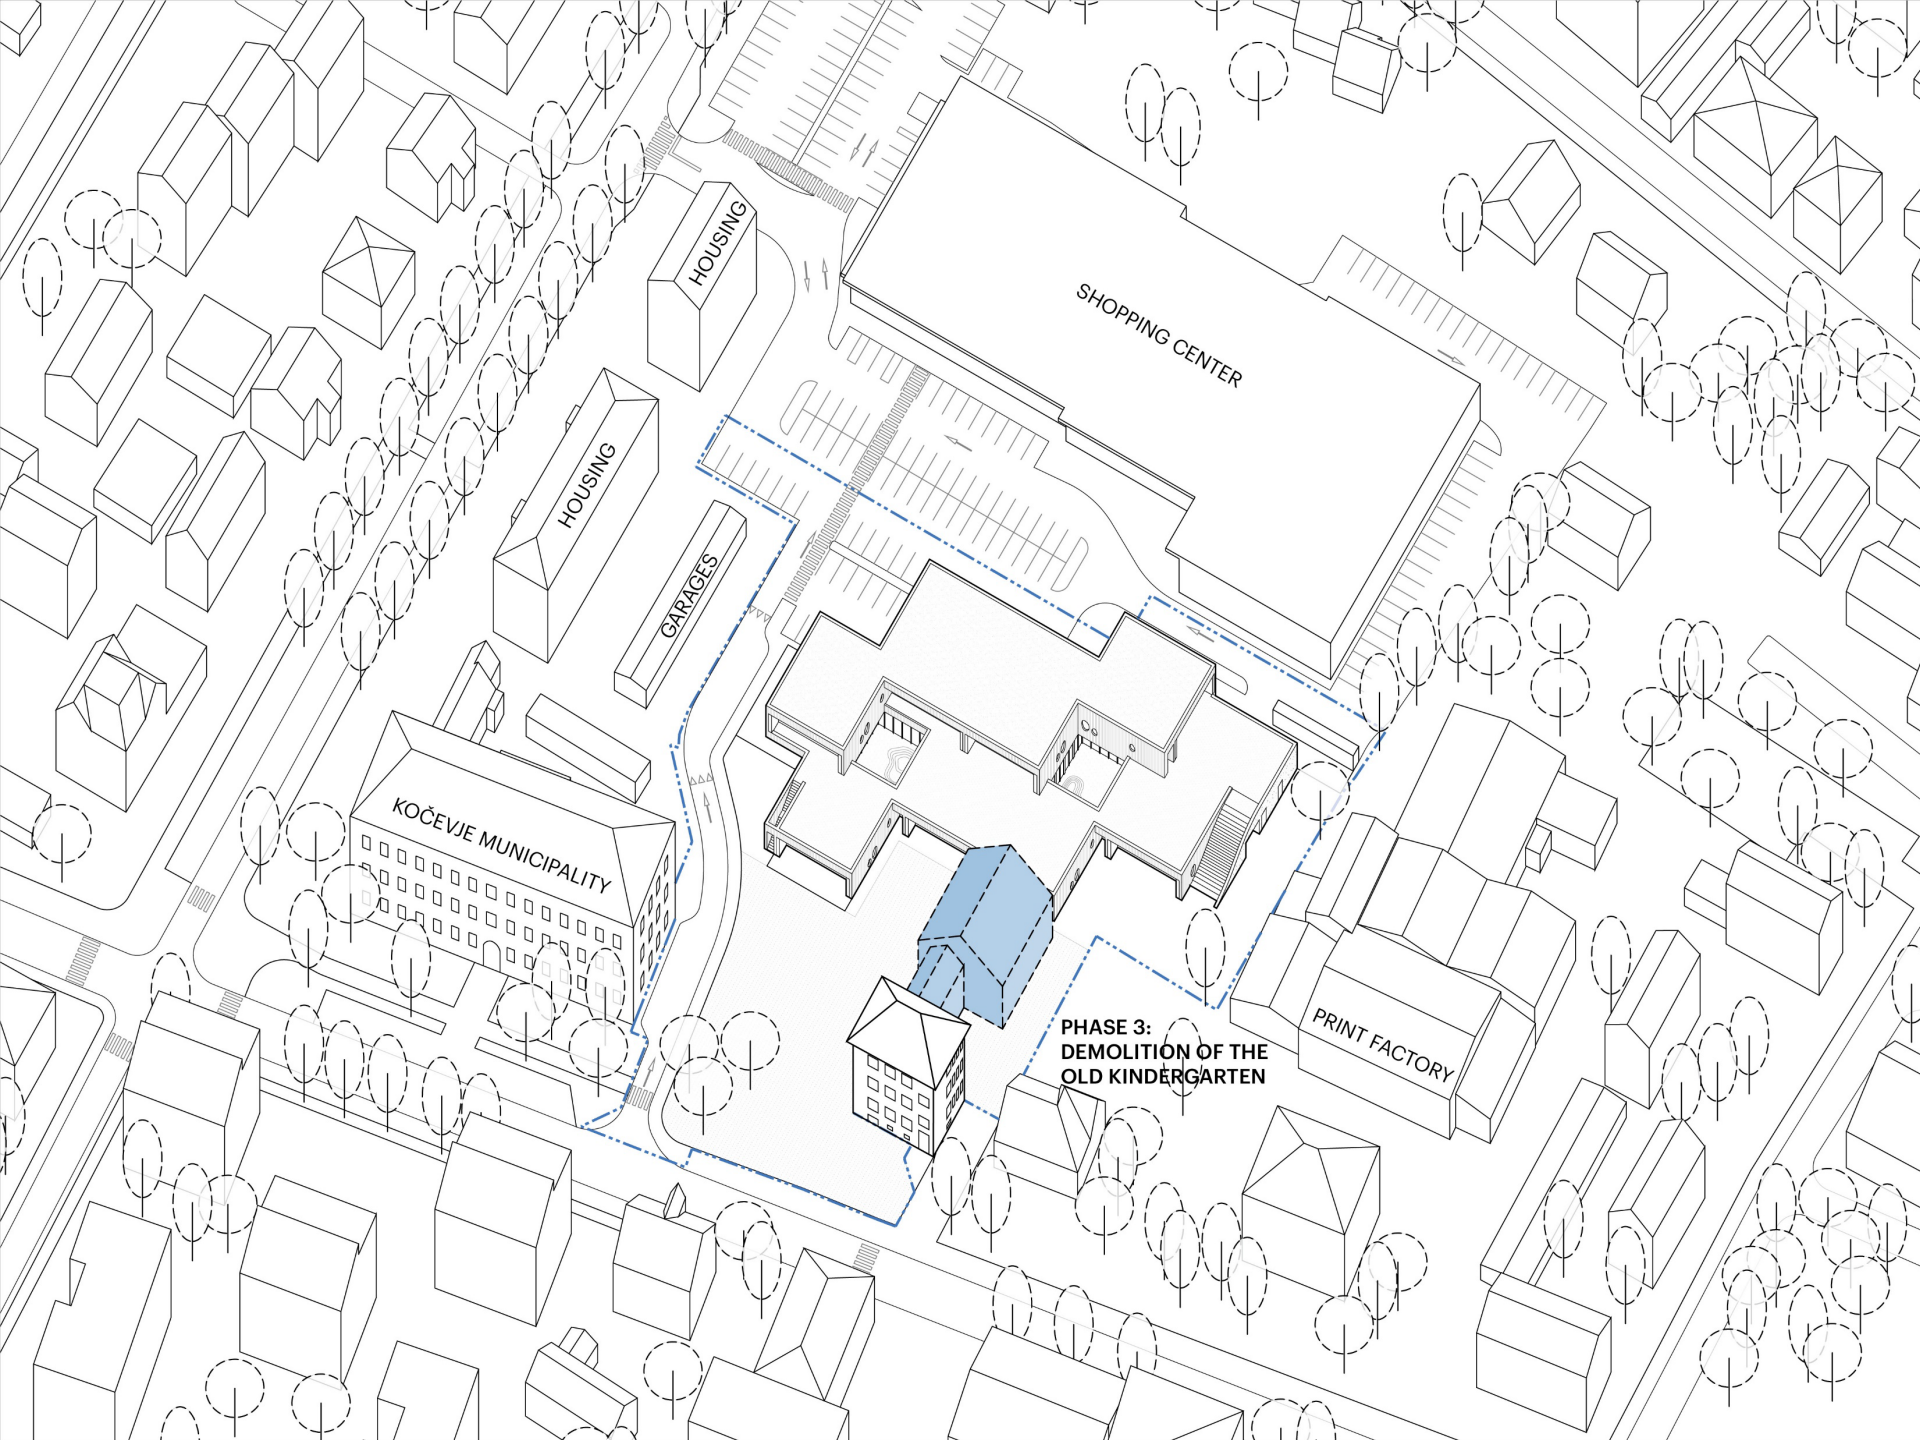 HOUSING
SHOPPING CENTER
HOUSING
GARAGES
KOČEVJE MUNICIPALITY
PHASE 3:
DEMOLITION OF THE
OLD KINDERGARTEN
PRINT FACTORY